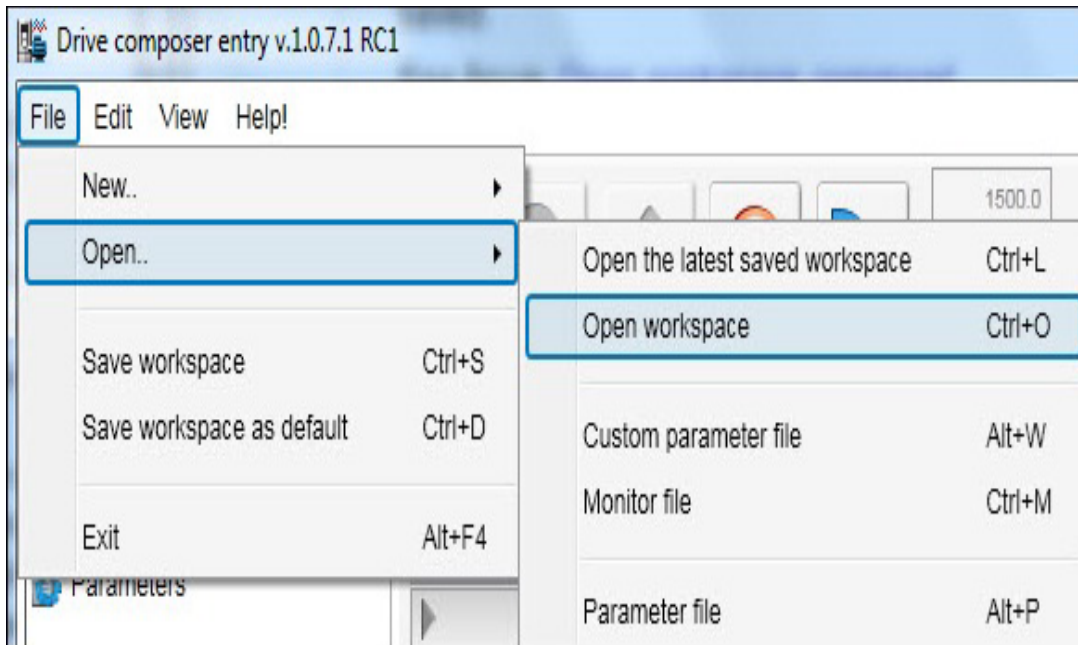 Drive composer entry v.1.0.7.1 RC1
File Edit View Help!
New..
Open..
Save workspace Ctrl+S
Save workspace as default Ctrl+D
Exit Alt+F4
1500.0
Open the latest saved workspace Ctrl+L
Open workspace Ctrl+O
Custom parameter file Alt+W
Monitor file Ctrl+M
Parameter file Alt+P
Parameters